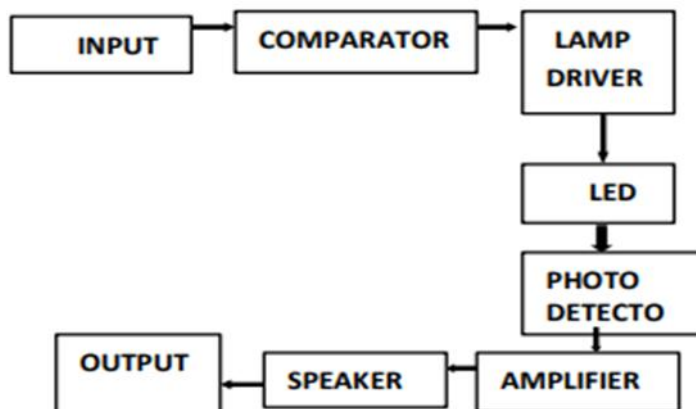 INPUT
COMPARATOR
LAMP
DRIVER
LED
PHOTO
DETECTO
AMPLIFIER
SPEAKER
OUTPUT